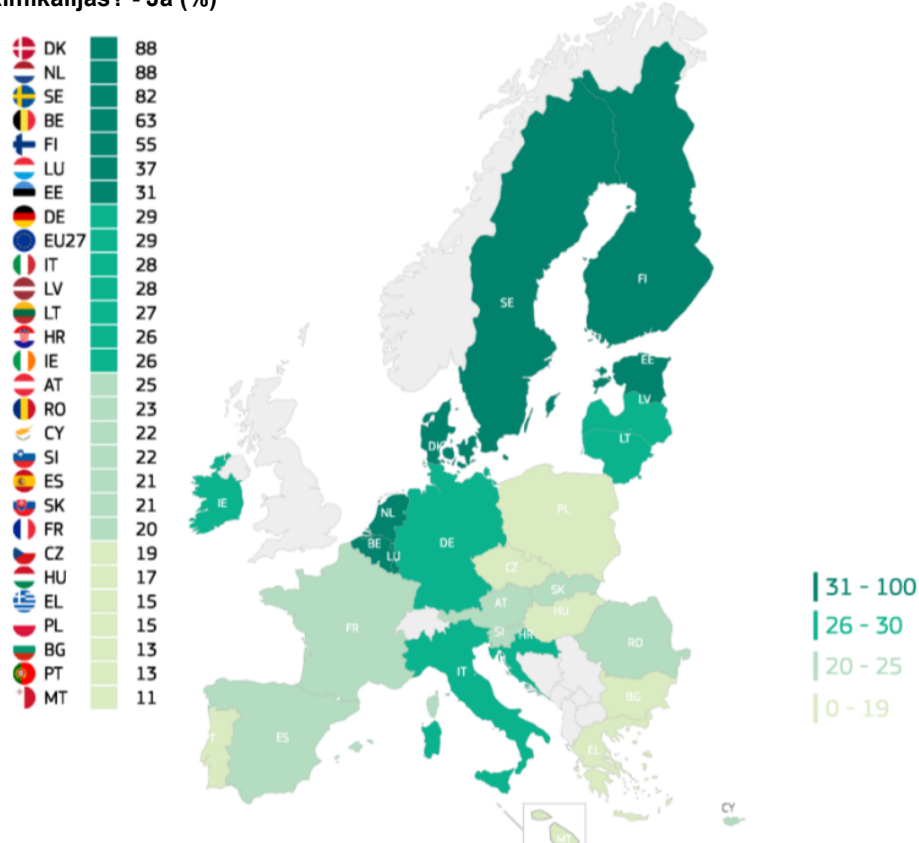 ķīmikālijas? - Jā (%)
DK 88
NL 88
SE 82
BE 63
FI 55
LU 37
EE 31
DE 29
EU27 29
IT 28
LV 28
LT 27
HR 26
IE 26
AT 25
RO 23
CY 22
SI 22
ES 21
SK 21
FR 20
CZ 19
HU 17
EL 15
PL 15
BG 13
PT 13
MT 11
FI
SE
EE
LV
LT
DK
IE
NL
PL
BE
DE
LU
CZ
SK
AT
HU
FR
SI
HR
RO
IT
BG
T
ES
EL
CY
MT
31 - 100
26 - 30
20 - 25
0 - 19